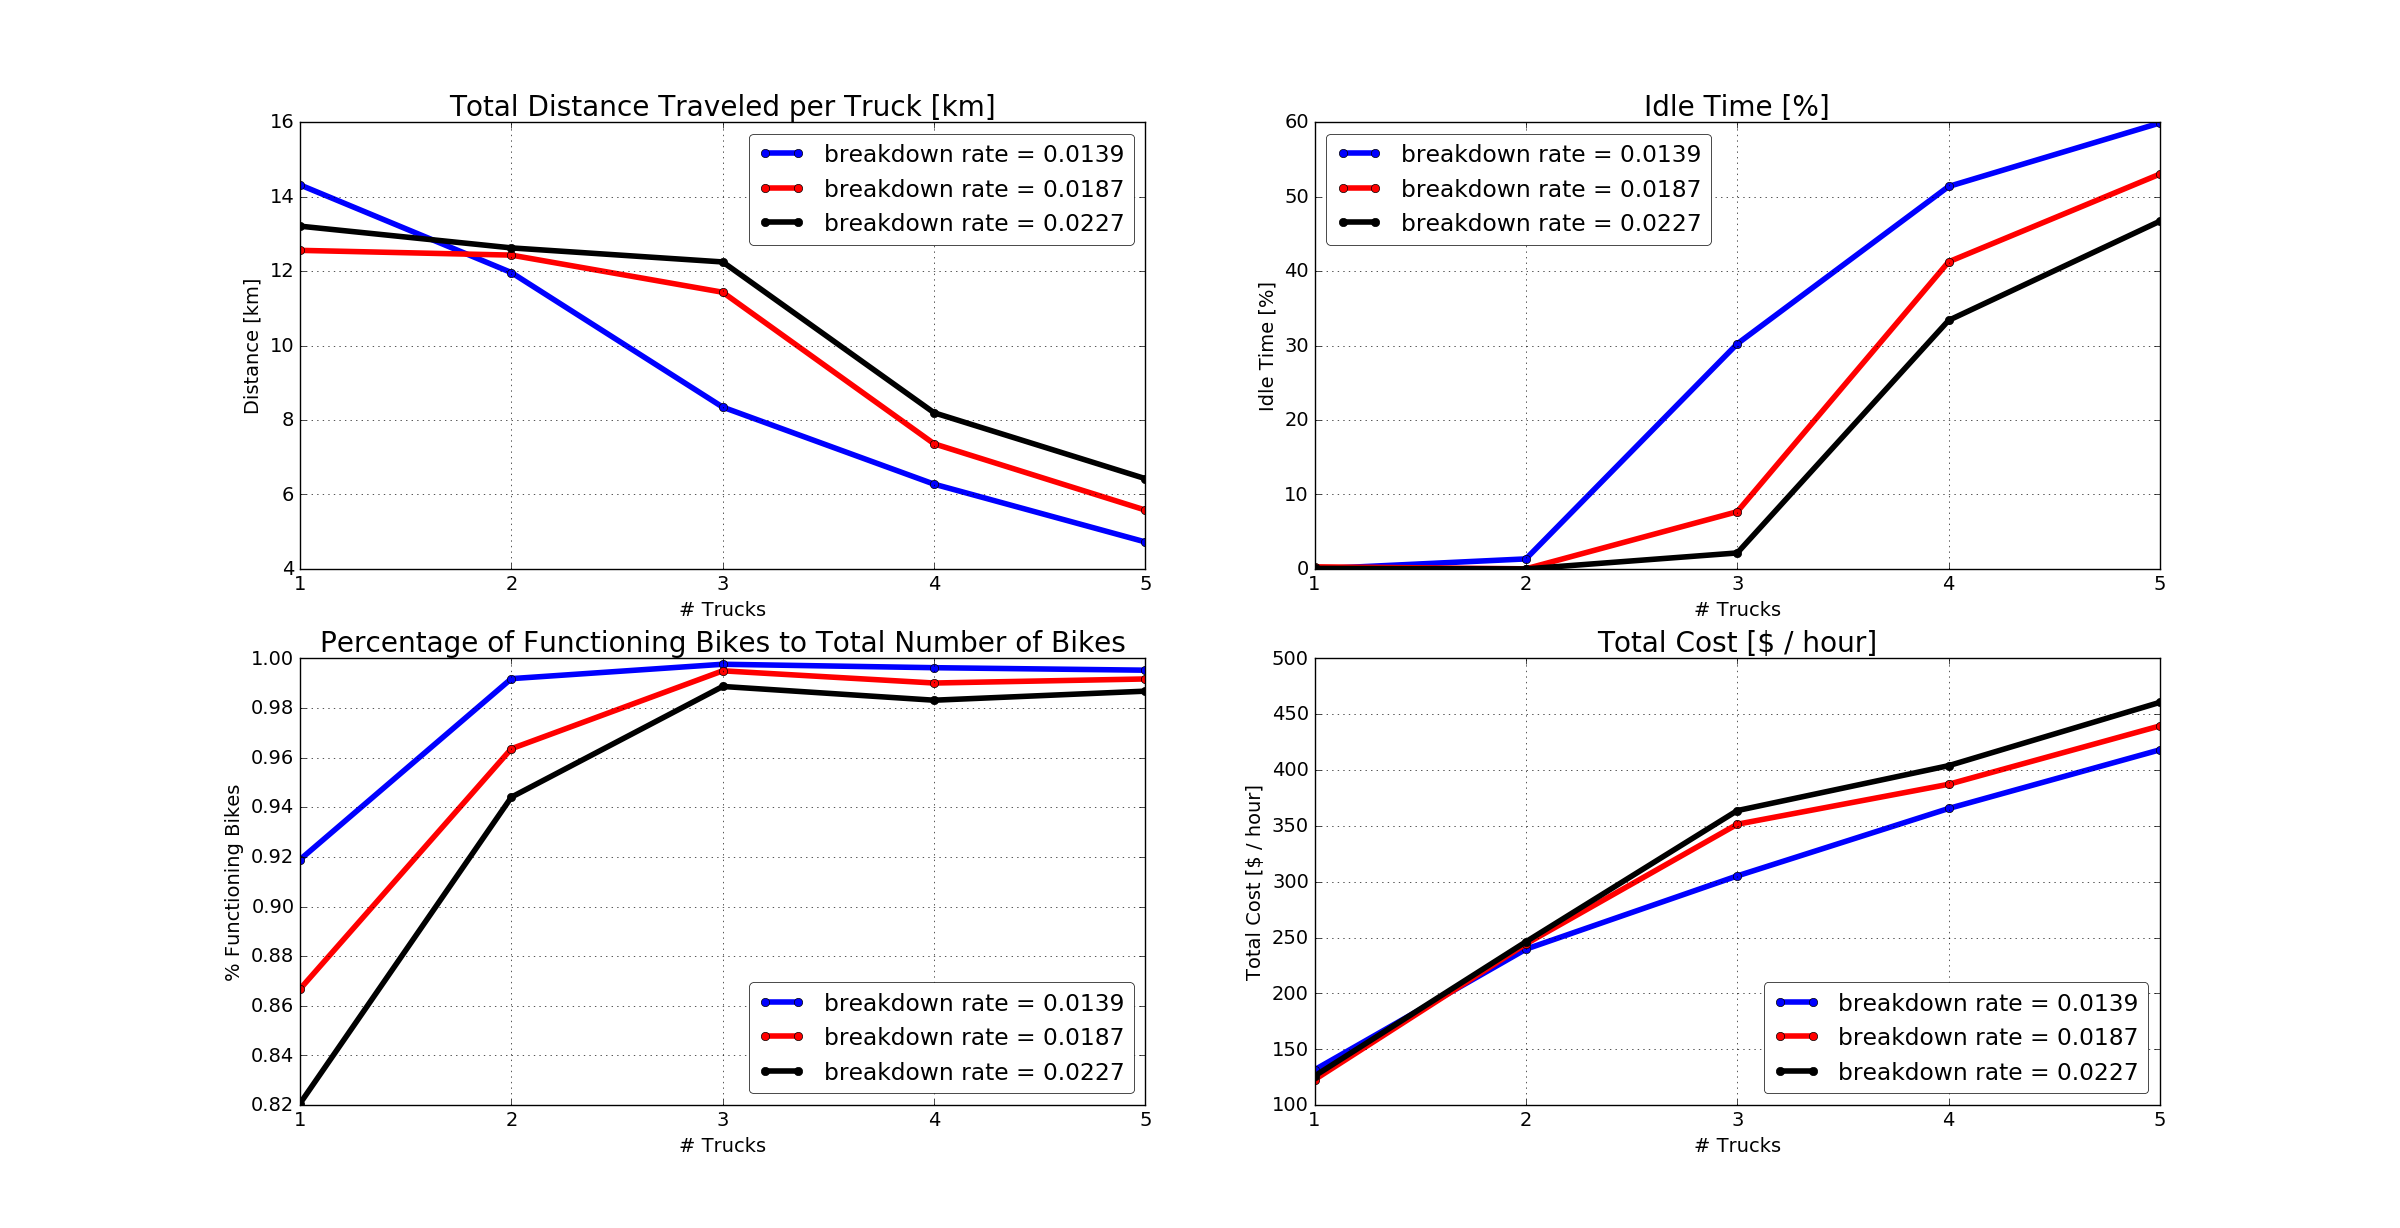 Total Distance Traveled per Truck [km]
16
14
12
10
8
6
4
Distance [km]
breakdown rate = 0.0139
breakdown rate = 0.0187
breakdown rate = 0.0227
1 2 3 4 5
# Trucks
Idle Time [%]
60
50
40
30
20
10
0
Idle Time [%]
breakdown rate = 0.0139
breakdown rate = 0.0187
breakdown rate = 0.0227
1 2 3 4 5
# Trucks
Percentage of Functioning Bikes to Total Number of Bikes
1.00
0.98
0.96
0.94
0.92
0.90
0.88
0.86
0.84
0.82
% Functioning Bikes
breakdown rate = 0.0139
breakdown rate = 0.0187
breakdown rate = 0.0227
1 2 3 4 5
# Trucks
Total Cost [$ / hour]
500
450
400
350
300
250
200
150
100
Total Cost [$ / hour]
breakdown rate = 0.0139
breakdown rate = 0.0187
breakdown rate = 0.0227
1 2 3 4 5
# Trucks